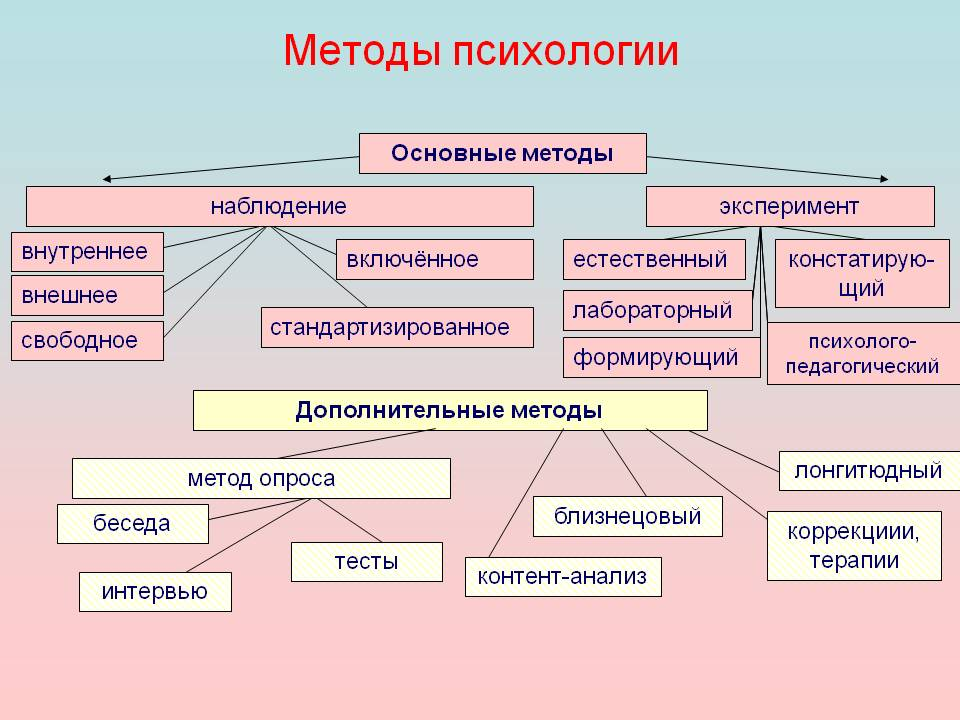 Методы психологии
Основные методы
наблюдение
внутреннее
внешнее
свободное
включённое
стандартизированное
эксперимент
естественный
лабораторный
формирующий
констатирую-
щий
психолого-
педагогический
Дополнительные методы
метод опроса
беседа
интервью
тесты
контент-анализ
близнецовый
лонгитюдный
коррекциии,
терапии